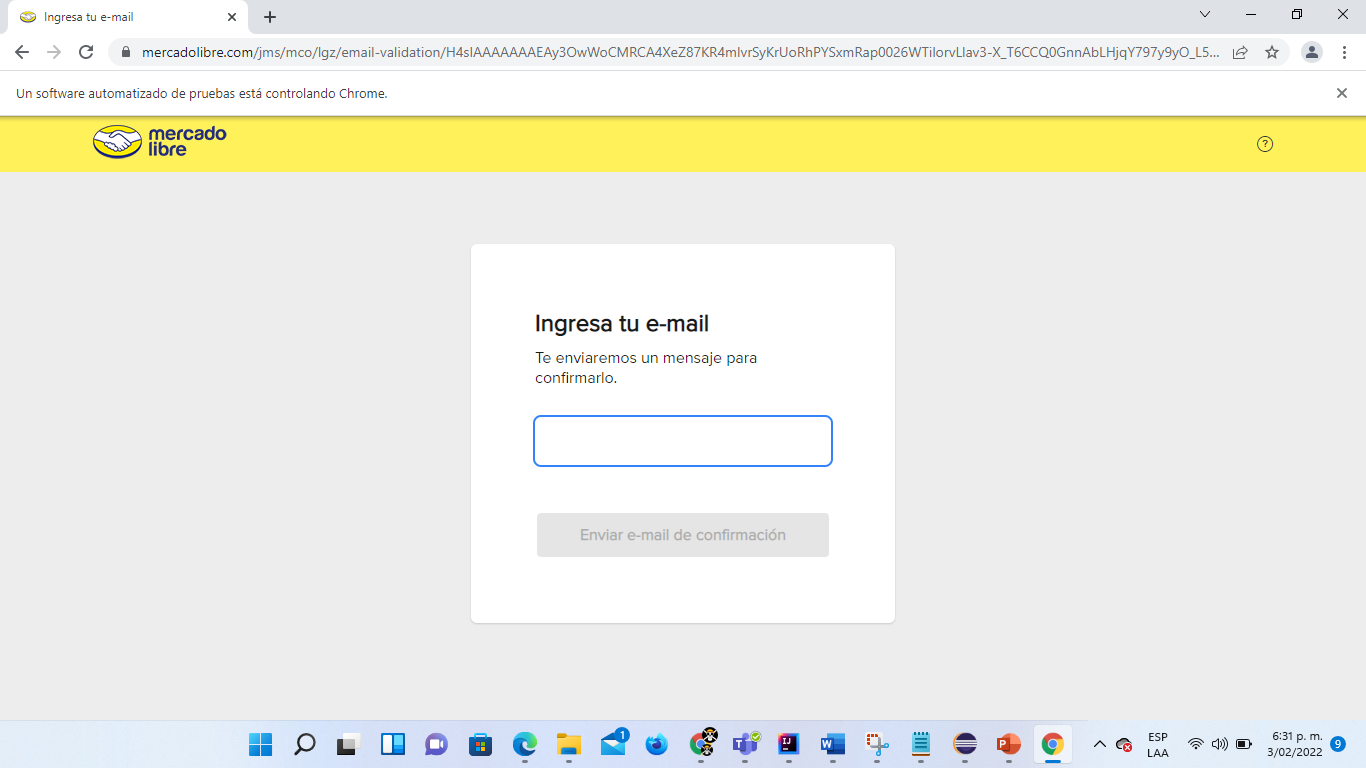 Ingresa tu e-mail
mercadolibre.com/jms/mco/lgz/email-validation/H4sIAAAAAAAEAy3OwWoCMRCA4XeZ87KR4mIvrSyKrUoRhPYSxmRap0026WTiIorvLIav3-X_T6CCQ0GnnAbLHjqY797y9yO_L5...
Un software automatizado de pruebas está controlando Chrome.
mercado
libre
?
Ingresa tu e-mail
Te enviaremos un mensaje para
confirmarlo.
Enviar e-mail de confirmación
1
ESP
LAA
6:31 p. m.
3/02/2022
9